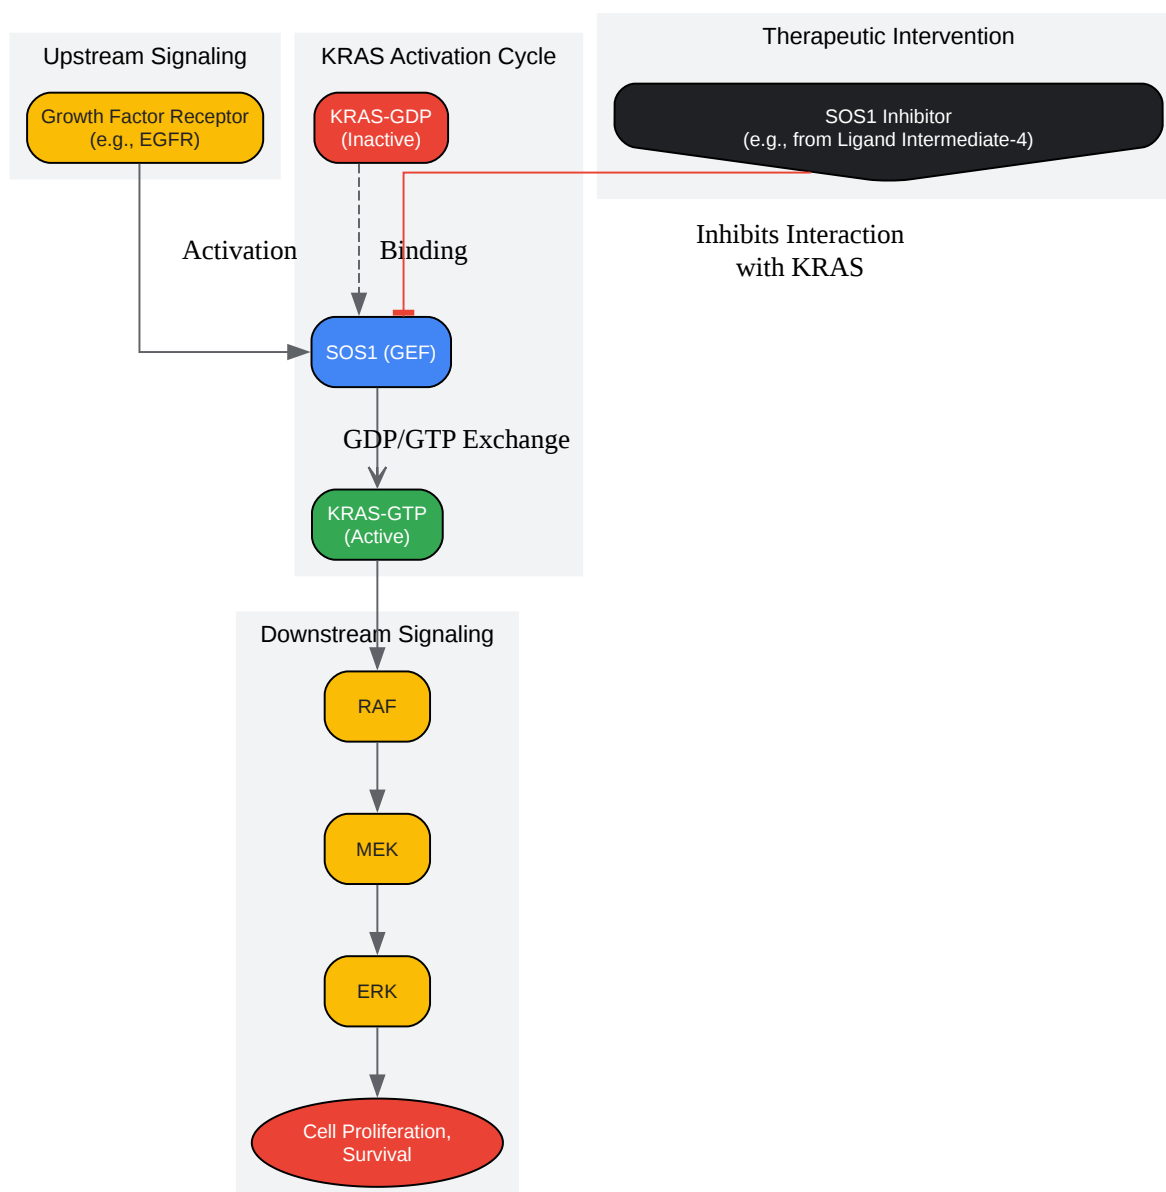 Upstream Signaling
Growth Factor Receptor
(e.g., EGFR)
KRAS Activation Cycle
KRAS-GDP
(Inactive)
Therapeutic Intervention
SOS1 Inhibitor
(e.g., from Ligand Intermediate-4)
Activation
Binding
Inhibits Interaction
with KRAS
SOS1 (GEF)
GDP/GTP Exchange
KRAS-GTP
(Active)
Downstream Signaling
RAF
MEK
ERK
Cell Proliferation,
Survival